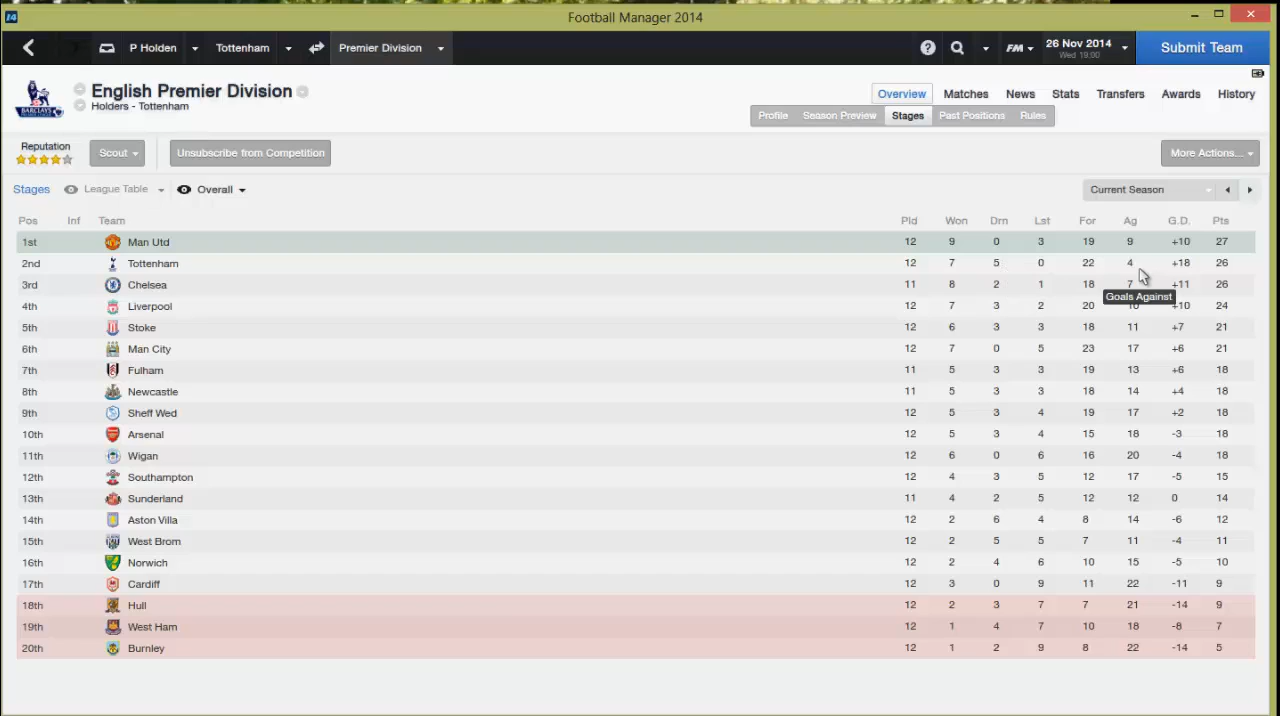 Football Manager 2014
P Holden Tottenham Premier Division ? FM 26 Nov 2014 Submit Team
Wed 19:00
English Premier Division
Holders - Tottenham
Overview Matches News Stats Transfers Awards History
Profile Season Preview Stages Past Positions Rules
Reputation Scout Unsubscribe from Competition More Actions...
Stages League Table Overall Current Season
Pos Inf Team Pld Won Drn Lst For Ag G.D. Pts
1st Man Utd 12 9 0 3 19 9 +10 27
2nd Tottenham 12 7 5 0 22 4 +18 26
3rd Chelsea 11 8 2 1 18 7 +11 26
Goals Against
4th Liverpool 12 7 3 2 20 10 +10 24
5th Stoke 12 6 3 3 18 11 +7 21
6th Man City 12 7 0 5 23 17 +6 21
7th Fulham 11 5 3 3 19 13 +6 18
8th Newcastle 11 5 3 3 18 14 +4 18
9th Sheff Wed 12 5 3 4 19 17 +2 18
10th Arsenal 12 5 3 4 15 18 -3 18
11th Wigan 12 6 0 6 16 20 -4 18
12th Southampton 12 4 3 5 12 17 -5 15
13th Sunderland 11 4 2 5 12 12 0 14
14th Aston Villa 12 2 6 4 8 14 -6 12
15th West Brom 12 2 5 5 7 11 -4 11
16th Norwich 12 2 4 6 10 15 -5 10
17th Cardiff 12 3 0 9 11 22 -11 9
18th Hull 12 2 3 7 7 21 -14 9
19th West Ham 12 1 4 7 10 18 -8 7
20th Burnley 12 1 2 9 8 22 -14 5